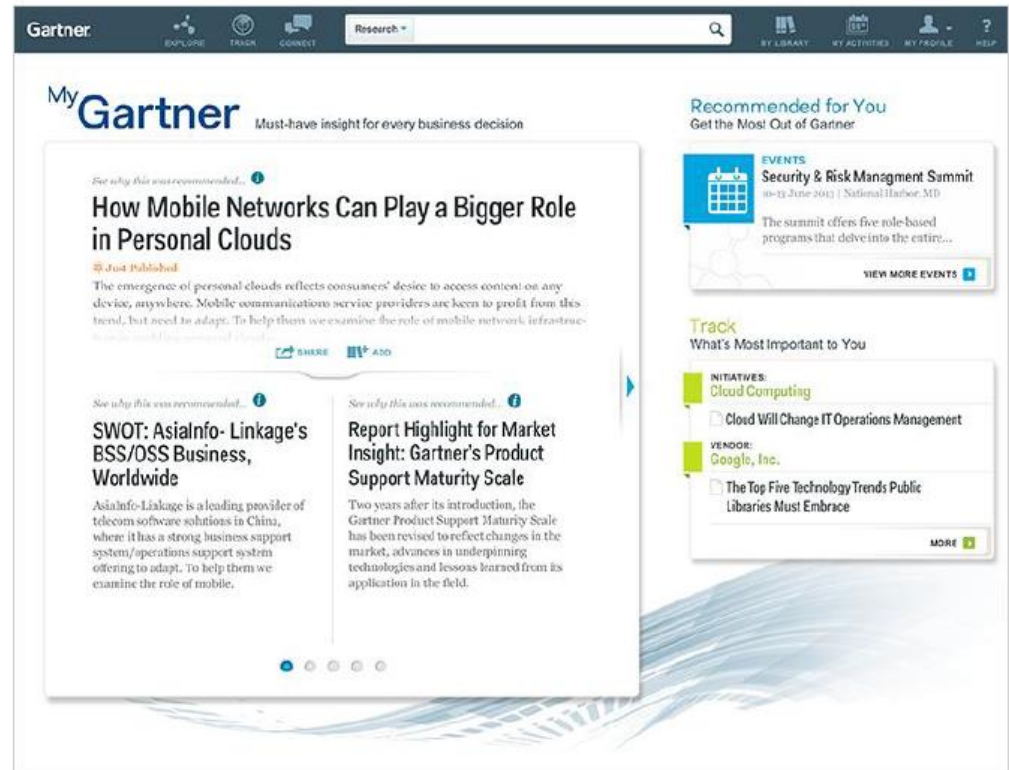 Gartner
EXPLORE
TRACK
CONNECT
Research
MY LIBRARY
MY ACTIVITIES
MY PROFILE
?
HELP
My Gartner
Must-have insight for every business decision
See why this was recommended...
How Mobile Networks Can Play a Bigger Role
in Personal Clouds
Just Published
The emergence of personal clouds reflects consumers' desire to access content on any
device, anywhere. Mobile communications service providers are keen to profit from this
trend, but need to adapt. To help them we examine the role of mobile network infrastruc-
SHARE
ADD
See why this was recommended...
SWOT: AsiaInfo- Linkage's
BSS/OSS Business,
Worldwide
AsiaInfo-Linkage is a leading provider of
telecom software solutions in China,
where it has a strong business support
system/operations support system
offering to adapt. To help them we
examine the role of mobile.
See why this was recommended...
Report Highlight for Market
Insight: Gartner's Product
Support Maturity Scale
Two years after its introduction, the
Gartner Product Support Maturity Scale
has been revised to reflect changes in the
market, advances in underpinning
technologies and lessons learned from its
application in the field.
Recommended for You
Get the Most Out of Gartner
EVENTS
Security & Risk Managment Summit
10-13 June 2013 | National Harbor, MD
The summit offers five role-based
programs that delve into the entire...
VIEW MORE EVENTS
Track
What's Most Important to You
INITIATIVES:
Cloud Computing
Cloud Will Change IT Operations Management
VENDOR:
Google, Inc.
The Top Five Technology Trends Public
Libraries Must Embrace
MORE